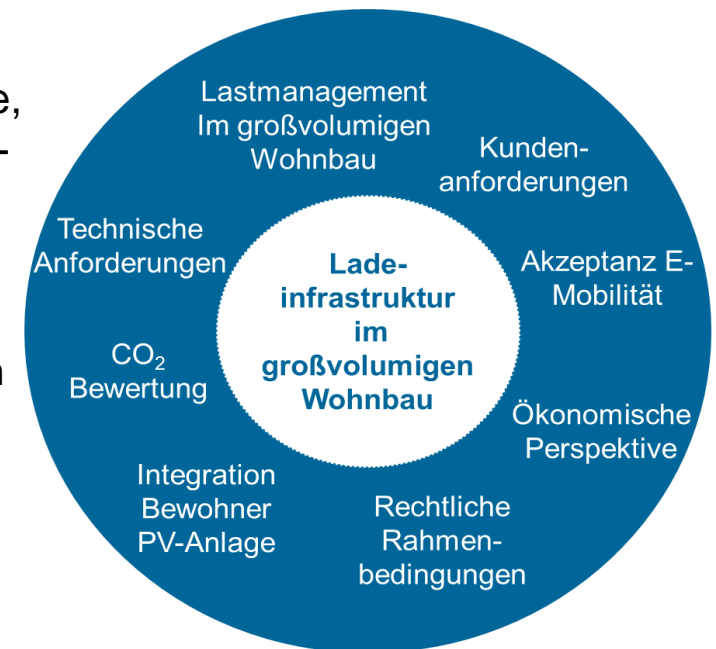 e,
-
n
Lastmanagement
Im großvolumigen
Wohnbau
Kunden-
anforderungen
Akzeptanz E-
Mobilität
Ökonomische
Perspektive
Rechtliche
Rahmen-
bedingungen
Integration
Bewohner
PV-Anlage
CO₂
Bewertung
Technische
Anforderungen
Lade-
infrastruktur
im
großvolumigen
Wohnbau